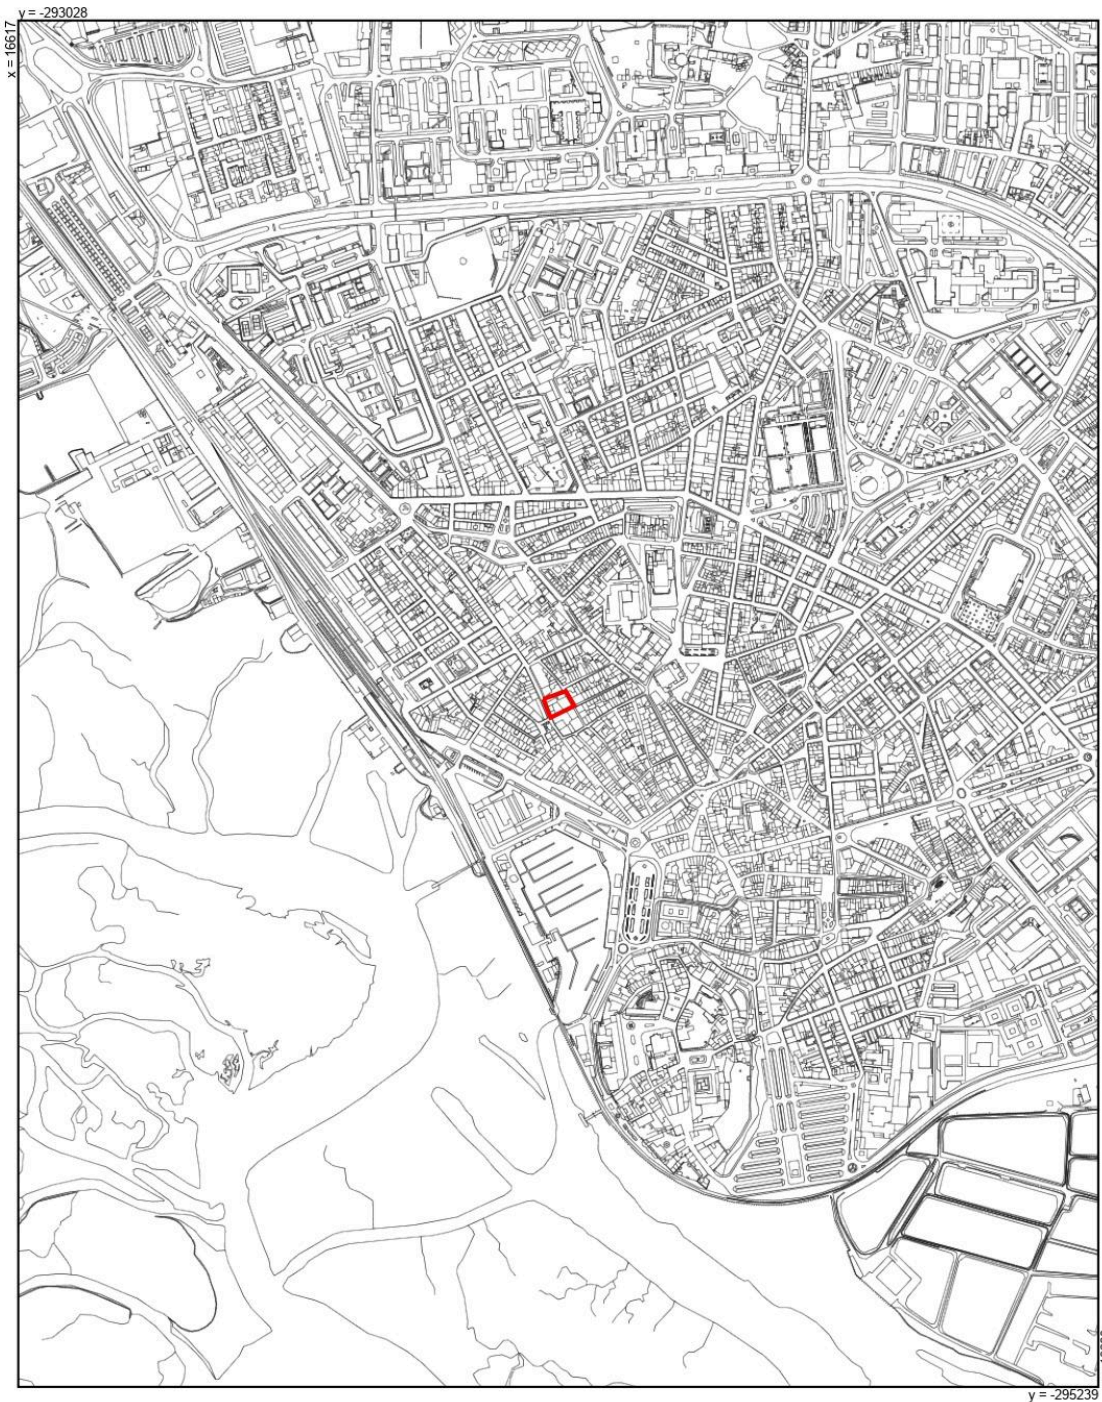 y = -293028
x = 16617
y = -295239